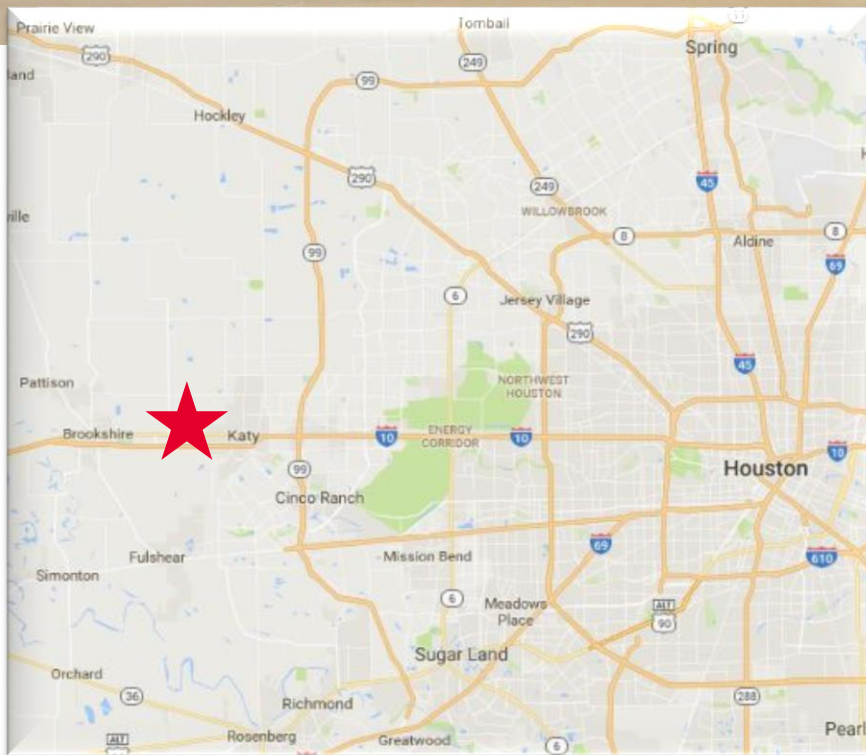 Prairie View
Tomball
Spring
290
249
99
land
Hockley
290
249
45
WILLOWBROOK
ville
8
Aldine
8
99
69
6
Jersey Village
290
45
Pattison
NORTHWEST
HOUSTON
Brookshire
Katy
10
ENERGY
CORRIDOR
10
10
99
Houston
Cinco Ranch
69
610
Fulshear
Mission Bend
Simonton
6
Meadows
Place
ALT
90
Sugar Land
Orchard
36
288
Richmond
Pearl
Rosenberg
Greatwood
6
ALT